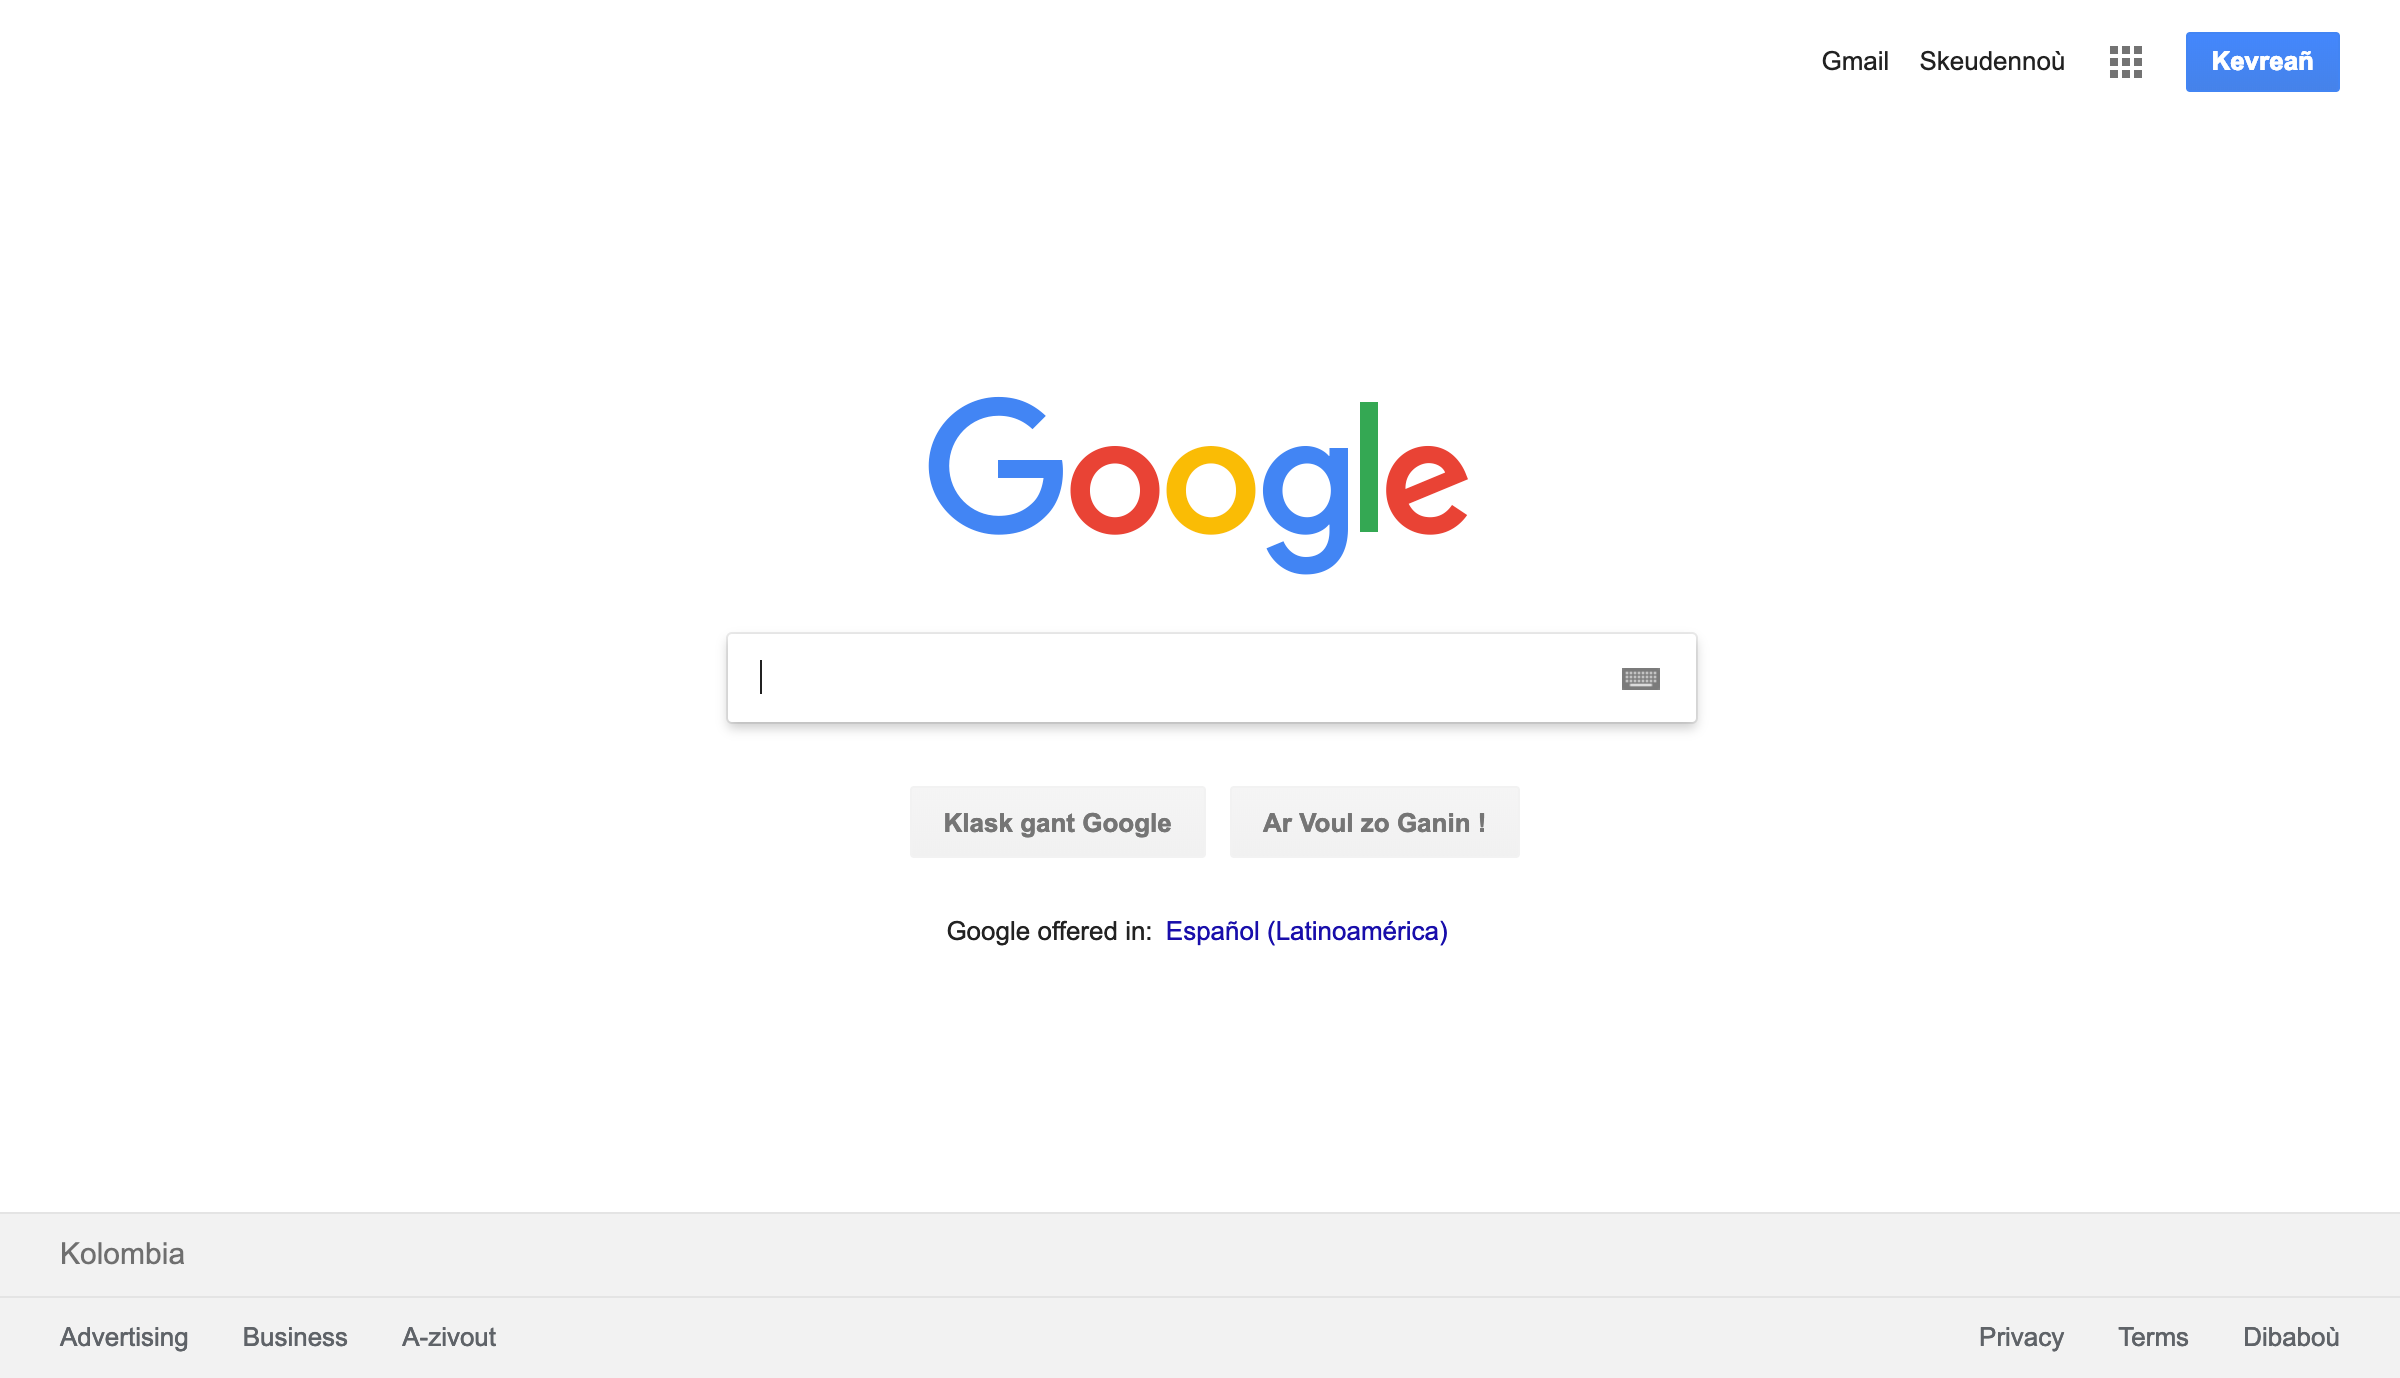 Gmail Skeudennoù Kevreañ
Google
Klask gant Google Ar Voul zo Ganin !
Google offered in: Español (Latinoamérica)
Kolombia
Advertising Business A-zivout Privacy Terms Dibaboù